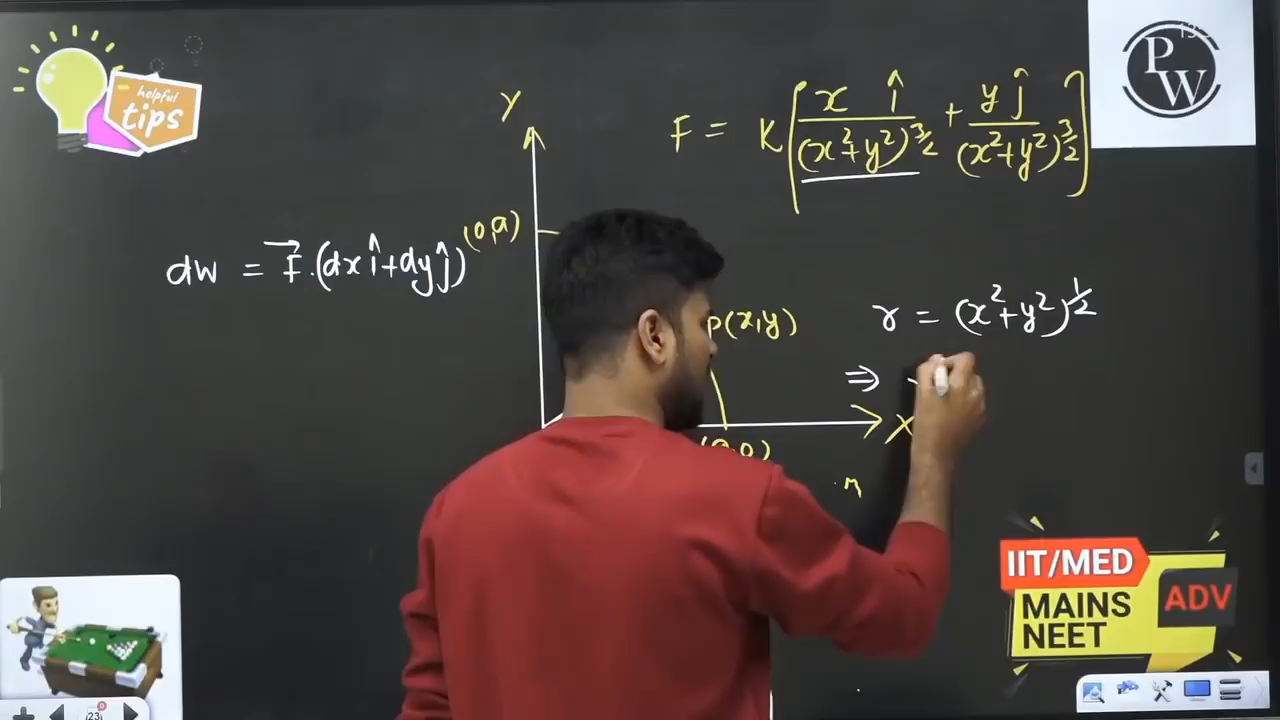 helpful
tips
P
W
Y
F = K [ x î / (x²+y²)^3/2 + y ĵ / (x²+y²)^3/2 ]
dW = F⃗.(dx î+dy ĵ)
(0,a)
P(x,y)
r = (x²+y²)^1/2
⇒
X
IIT/MED
MAINS
NEET
ADV
23